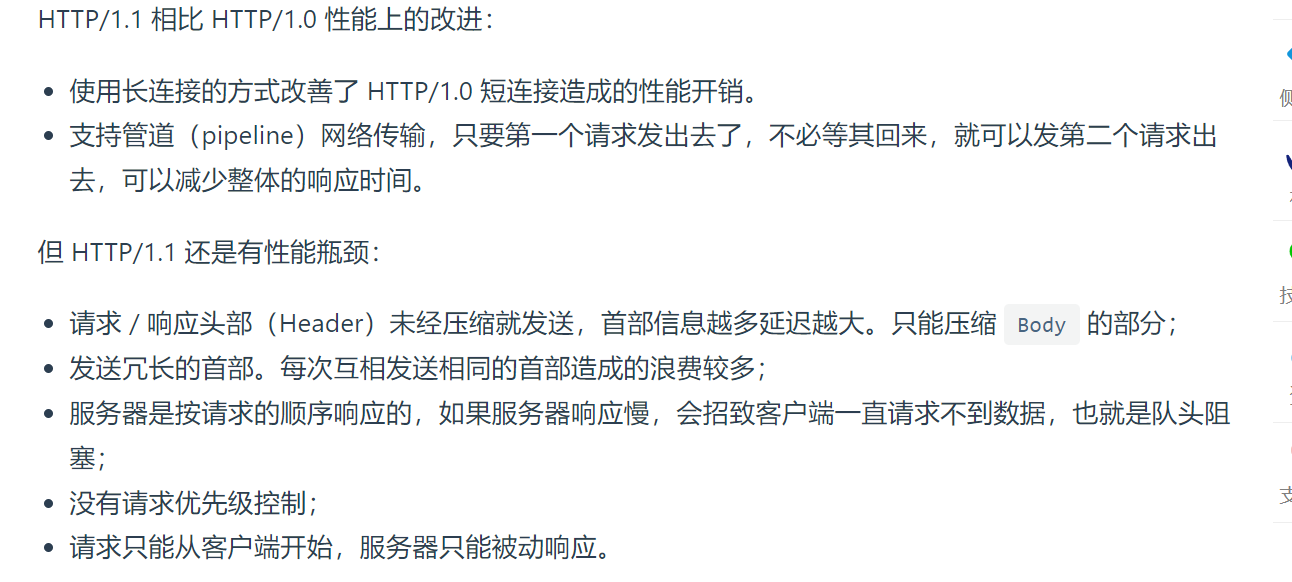 HTTP/1.1 相比 HTTP/1.0 性能上的改进：
使用长连接的方式改善了 HTTP/1.0 短连接造成的性能开销。
支持管道（pipeline）网络传输，只要第一个请求发出去了，不必等其回来，就可以发第二个请求出
去，可以减少整体的响应时间。
但 HTTP/1.1 还是有性能瓶颈：
请求 / 响应头部（Header）未经压缩就发送，首部信息越多延迟越大。只能压缩 Body 的部分；
发送冗长的首部。每次互相发送相同的首部造成的浪费较多；
服务器是按请求的顺序响应的，如果服务器响应慢，会招致客户端一直请求不到数据，也就是队头阻
塞；
没有请求优先级控制；
请求只能从客户端开始，服务器只能被动响应。